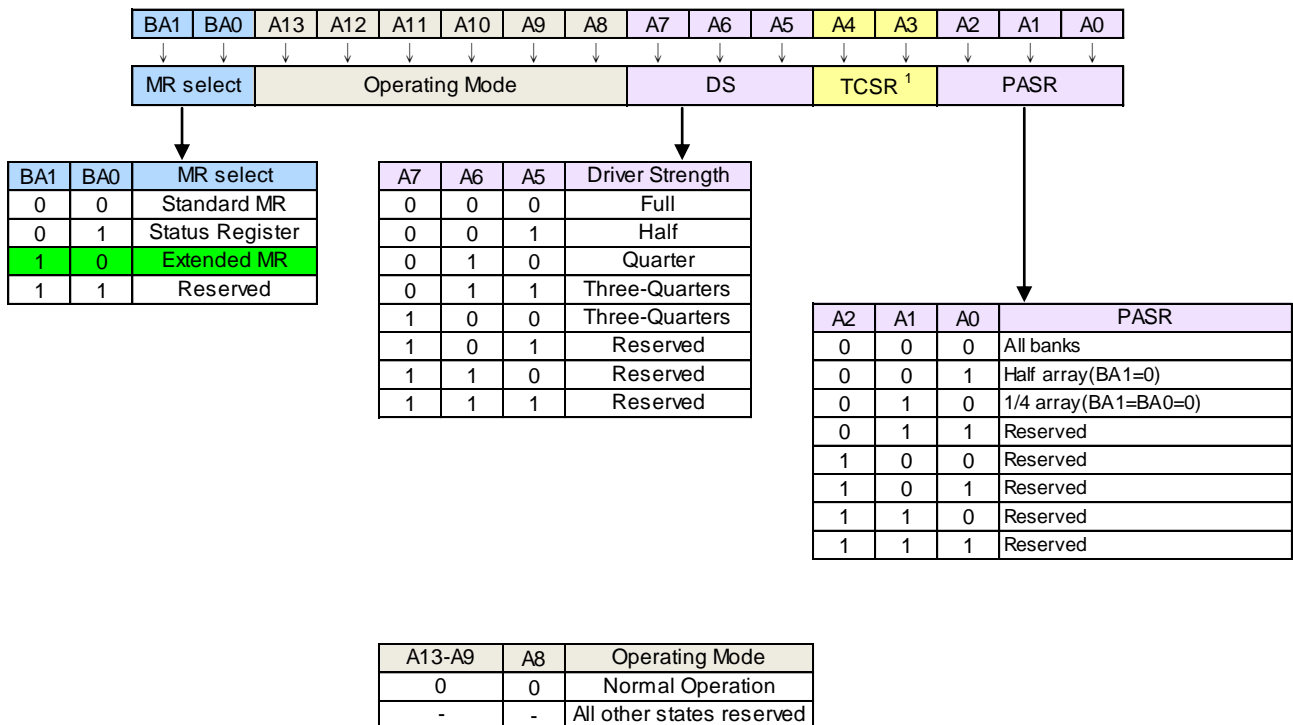 BA1 BA0 A13 A12 A11 A10 A9 A8 A7 A6 A5 A4 A3 A2 A1 A0
MR select Operating Mode DS TCSR 1 PASR
BA1 BA0 MR select
0 0 Standard MR
0 1 Status Register
1 0 Extended MR
1 1 Reserved
A7 A6 A5 Driver Strength
0 0 0 Full
0 0 1 Half
0 1 0 Quarter
0 1 1 Three-Quarters
1 0 0 Three-Quarters
1 0 1 Reserved
1 1 0 Reserved
1 1 1 Reserved
A2 A1 A0 PASR
0 0 0 All banks
0 0 1 Half array(BA1=0)
0 1 0 1/4 array(BA1=BA0=0)
0 1 1 Reserved
1 0 0 Reserved
1 0 1 Reserved
1 1 0 Reserved
1 1 1 Reserved
A13-A9 A8 Operating Mode
0 0 Normal Operation
- - All other states reserved